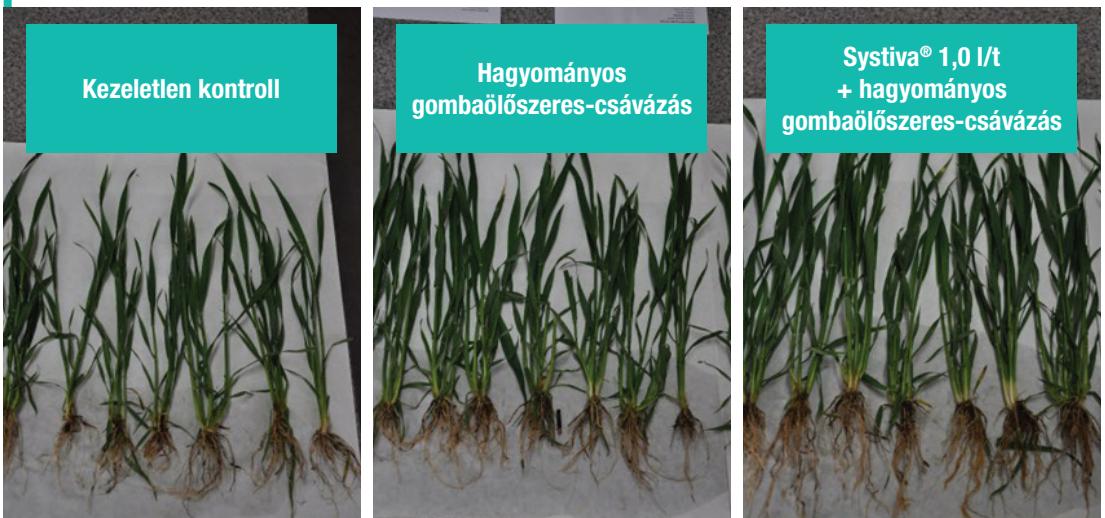 Kezeletlen kontroll
Hagyományos
gombaölőszeres-csávázás
Systiva® 1,0 l/t
+ hagyományos
gombaölőszeres-csávázás